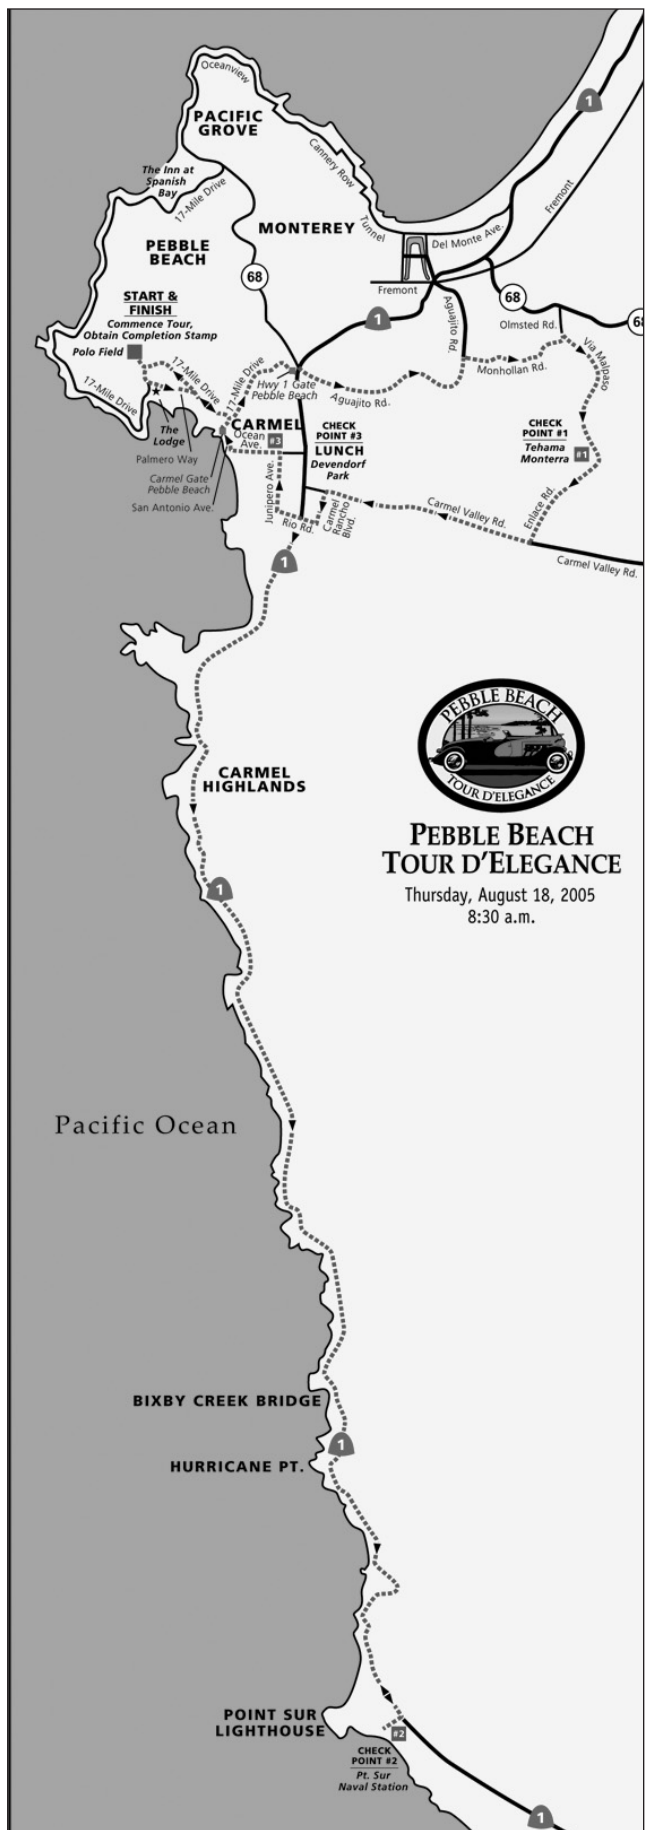 Oceanview
PACIFIC
GROVE
1
Cannery Row
The Inn at
Spanish
Bay
17-Mile Drive
MONTEREY
Tunnel
Del Monte Ave.
Fremont
PEBBLE
BEACH
68
Fremont
START &
FINISH
Commence Tour,
Obtain Completion Stamp
Polo Field
1
Aguajito Rd.
68
Olmsted Rd.
68
17-Mile Drive
17-Mile Drive
17-Mile Drive
Hwy 1 Gate
Pebble Beach
Aguajito Rd.
Monhollan Rd.
Via Malpaso
The
Lodge
CARMEL
Ocean
Ave.
#3
CHECK
POINT #3
LUNCH
Devendorf
Park
CHECK
POINT #1
Tehama
Monterra
#1
Palmero Way
Carmel Gate
Pebble Beach
San Antonio Ave.
Junipero Ave.
Rio Rd.
Carmel
Rancho
Blvd.
Carmel Valley Rd.
Enlace Rd.
Carmel Valley Rd.
1
PEBBLE BEACH
TOUR D'ELEGANCE
CARMEL
HIGHLANDS
PEBBLE BEACH
TOUR D'ELEGANCE
Thursday, August 18, 2005
8:30 a.m.
1
Pacific Ocean
BIXBY CREEK BRIDGE
1
HURRICANE PT.
POINT SUR
LIGHTHOUSE
#2
CHECK
POINT #2
Pt. Sur
Naval Station
1